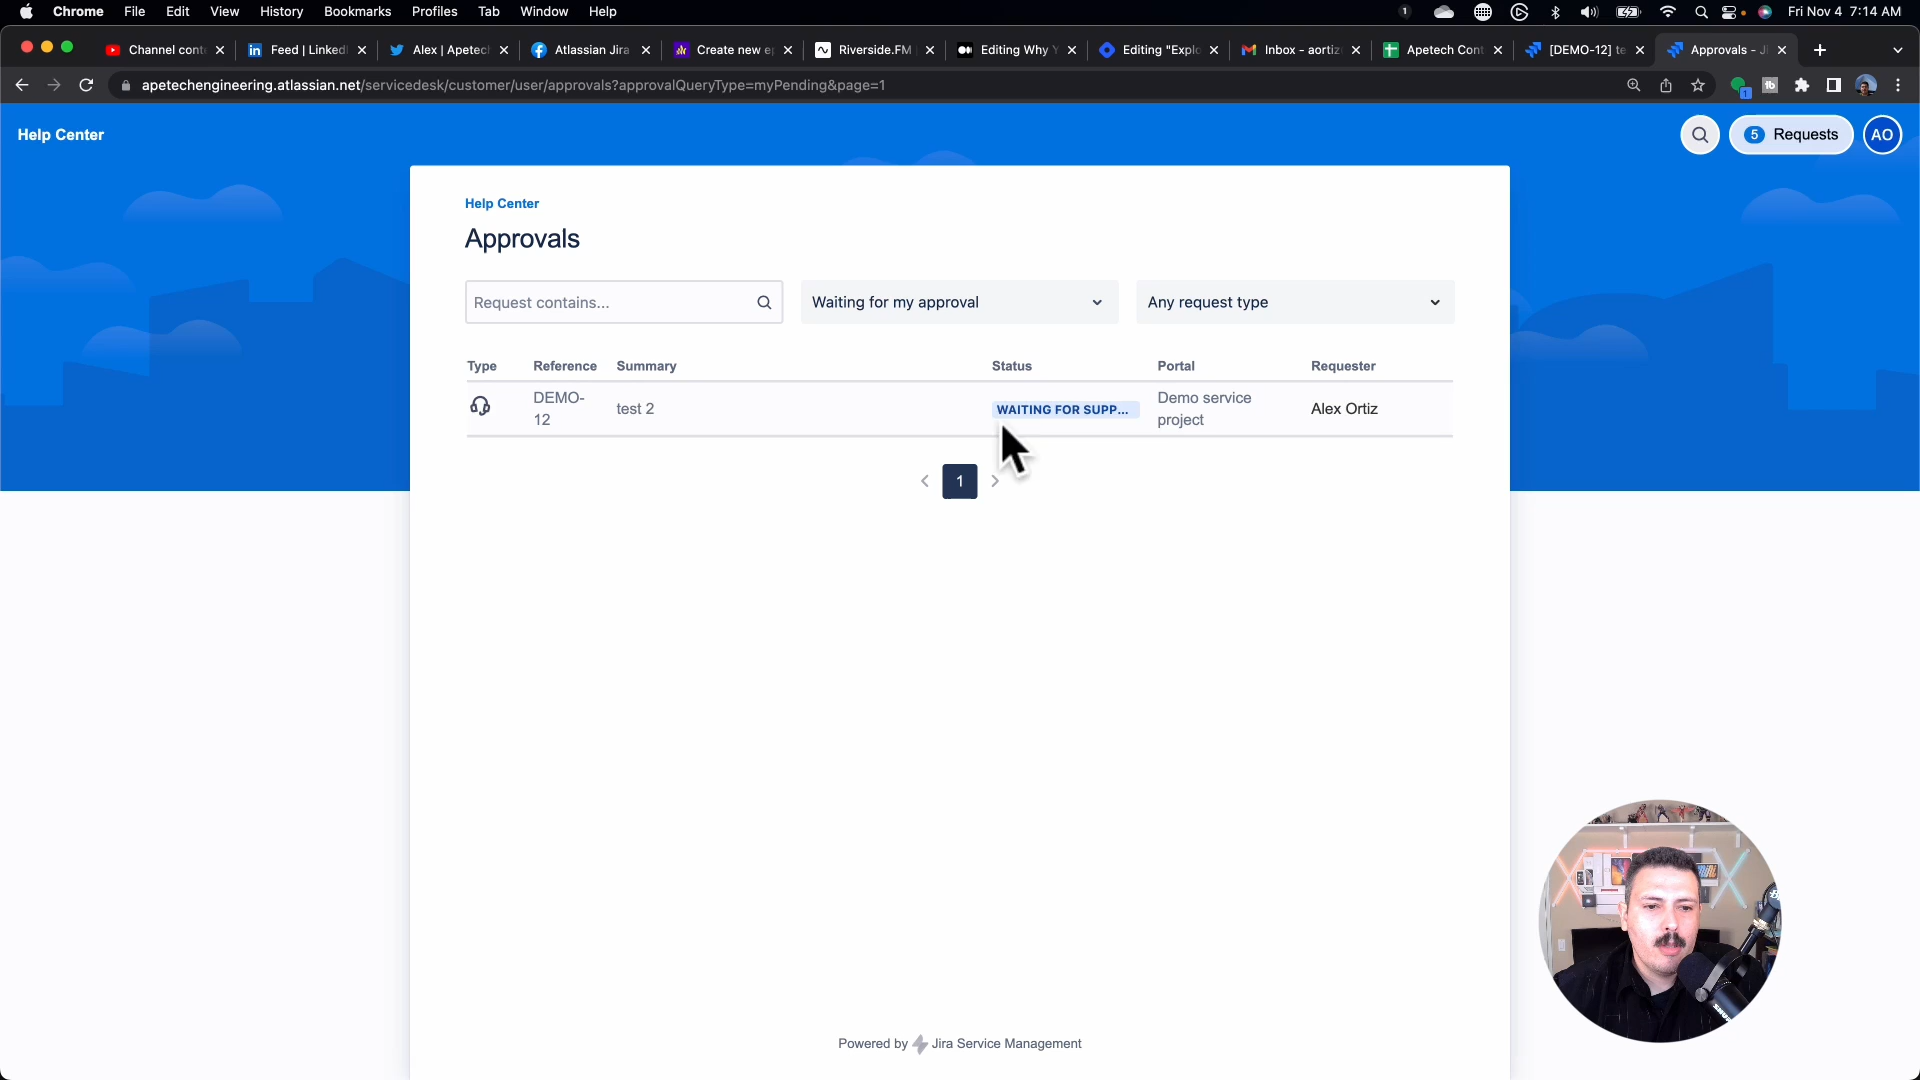 Chrome File Edit View History Bookmarks Profiles Tab Window Help 1 Fri Nov 4 7:14 AM
Channel cont Feed | LinkedI Alex | Apetec Atlassian Jira Create new e Riverside.FM Editing Why Y Editing "Explo Inbox - aortiz Apetech Cont [DEMO-12] te Approvals - J
apetechengineering.atlassian.net/servicedesk/customer/user/approvals?approvalQueryType=myPending&page=1
Help Center
5 Requests AO
Help Center
Approvals
Request contains... Waiting for my approval Any request type
Type Reference Summary Status Portal Requester
DEMO-12 test 2 WAITING FOR SUPP... Demo service project Alex Ortiz
1
Powered by Jira Service Management